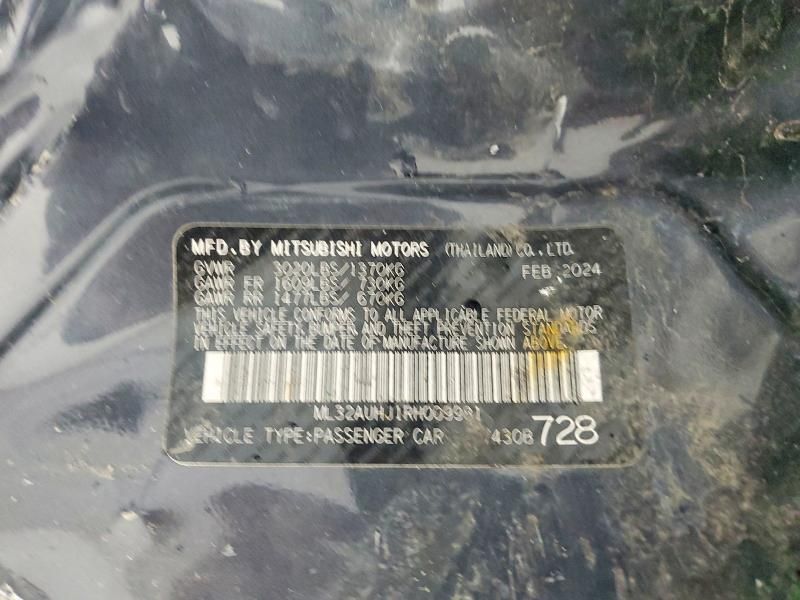 MFD.BY MITSUBISHI MOTORS (THAILAND) CO.,LTD.
GVWR 3020LBS/1370KG FEB 2024
GAWR FR 1609LBS/ 730KG
GAWR RR 1477LBS/ 670KG
THIS VEHICLE CONFORMS TO ALL APPLICABLE FEDERAL MOTOR
VEHICLE SAFETY,BUMPER,AND THEFT PREVENTION STANDARDS
IN EFFECT ON THE DATE OF MANUFACTURE SHOWN ABOVE.
ML32AUHJ1RH009981
VEHICLE TYPE:PASSENGER CAR 430B 728